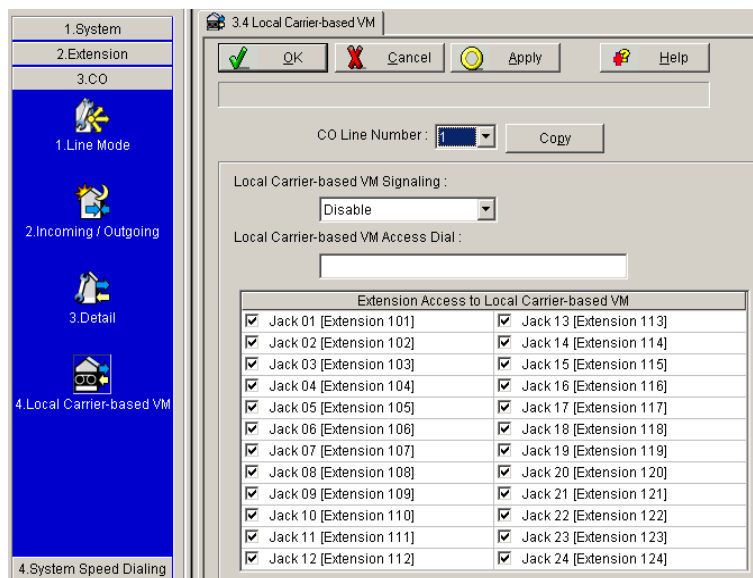 1.System
2.Extension
3.CO
1.Line Mode
2.Incoming / Outgoing
3.Detail
4.Local Carrier-based VM
4.System Speed Dialing
3.4 Local Carrier-based VM
OK Cancel Apply Help
CO Line Number : 1 Copy
Local Carrier-based VM Signaling :
Disable
Local Carrier-based VM Access Dial :
Extension Access to Local Carrier-based VM
Jack 01 [Extension 101] Jack 13 [Extension 113]
Jack 02 [Extension 102] Jack 14 [Extension 114]
Jack 03 [Extension 103] Jack 15 [Extension 115]
Jack 04 [Extension 104] Jack 16 [Extension 116]
Jack 05 [Extension 105] Jack 17 [Extension 117]
Jack 06 [Extension 106] Jack 18 [Extension 118]
Jack 07 [Extension 107] Jack 19 [Extension 119]
Jack 08 [Extension 108] Jack 20 [Extension 120]
Jack 09 [Extension 109] Jack 21 [Extension 121]
Jack 10 [Extension 110] Jack 22 [Extension 122]
Jack 11 [Extension 111] Jack 23 [Extension 123]
Jack 12 [Extension 112] Jack 24 [Extension 124]